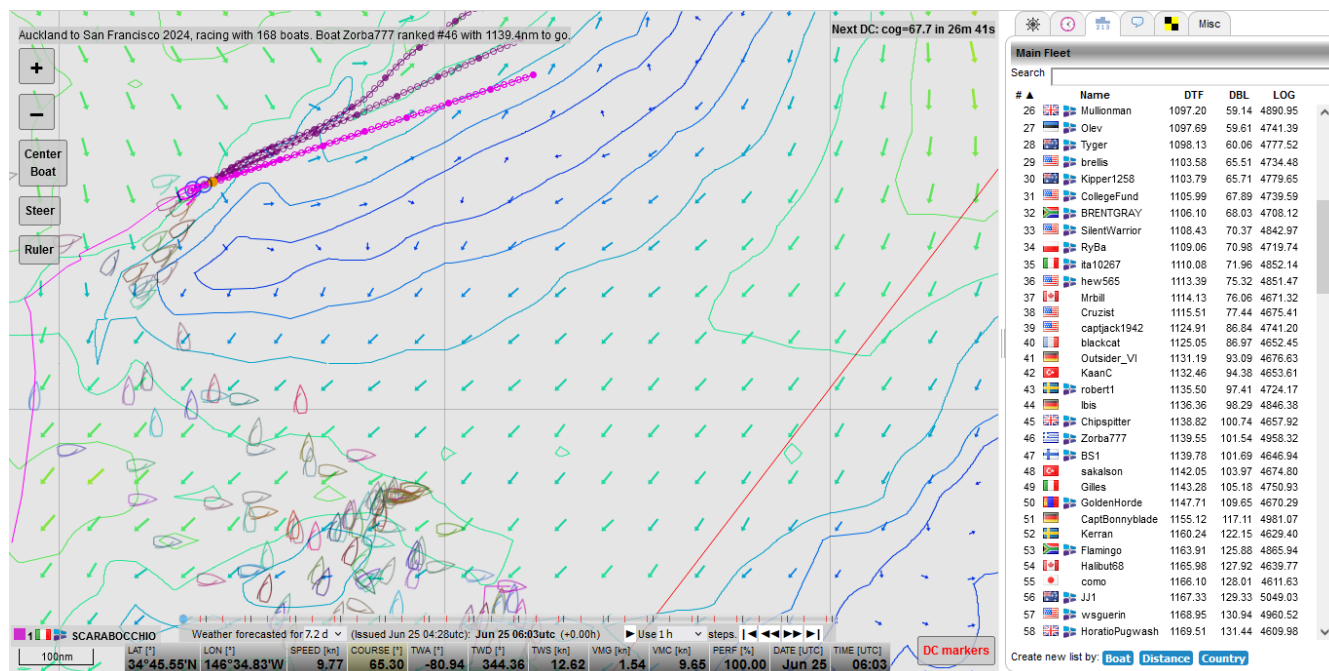 Auckland to San Francisco 2024, racing with 168 boats. Boat Zorba777 ranked #46 with 1139.4nm to go.
Next DC: cog=67.7 in 26m 41s
+
−
Center
Boat
Steer
Ruler
Misc
Main Fleet
Search
# ▲ Name DTF DBL LOG
26 Mullionman 1097.20 59.14 4890.95
27 Olev 1097.69 59.61 4741.39
28 Tyger 1098.13 60.06 4777.52
29 brellis 1103.58 65.51 4734.48
30 Kipper1258 1103.79 65.71 4779.65
31 CollegeFund 1105.99 67.89 4739.59
32 BRENTGRAY 1106.10 68.03 4708.12
33 SilentWarrior 1108.43 70.37 4842.97
34 RyBa 1109.06 70.98 4719.74
35 ita10267 1110.08 71.96 4852.14
36 hew565 1113.39 75.32 4851.47
37 Mrbill 1114.13 76.06 4671.32
38 Cruzist 1115.51 77.44 4675.41
39 captjack1942 1124.91 86.84 4741.20
40 blackcat 1125.05 86.97 4652.45
41 Outsider_VI 1131.19 93.09 4676.63
42 KaanC 1132.46 94.38 4653.61
43 robert1 1135.50 97.41 4724.17
44 Ibis 1136.36 98.29 4846.38
45 Chipspitter 1138.82 100.74 4657.92
46 Zorba777 1139.55 101.54 4958.32
47 BS1 1139.78 101.69 4646.94
48 sakalson 1142.05 103.97 4674.80
49 Gilles 1143.28 105.18 4750.93
50 GoldenHorde 1147.71 109.65 4670.29
51 CaptBonnyblade 1155.12 117.11 4981.07
52 Kerran 1160.24 122.15 4629.40
53 Flamingo 1163.91 125.88 4865.94
54 Halibut68 1165.98 127.92 4639.77
55 como 1166.10 128.01 4611.63
56 JJ1 1167.33 129.33 5049.03
57 wsguerin 1168.95 130.94 4960.52
58 HoratioPugwash 1169.51 131.44 4609.98
Create new list by: Boat Distance Country
1 SCARABOCCHIO
Weather forecasted for 7.2 d (Issued Jun 25 04:28utc): Jun 25 06:03utc (+0.00h) Use 1 h steps.
100nm
LAT [°] LON [°] SPEED [kn] COURSE [°] TWA [°] TWD [°] TWS [kn] VMG [kn] VMC [kn] PERF [%] DATE [UTC] TIME [UTC]
34°45.55'N 146°34.83'W 9.77 65.30 -80.94 344.36 12.62 1.54 9.65 100.00 Jun 25 06:03
DC markers